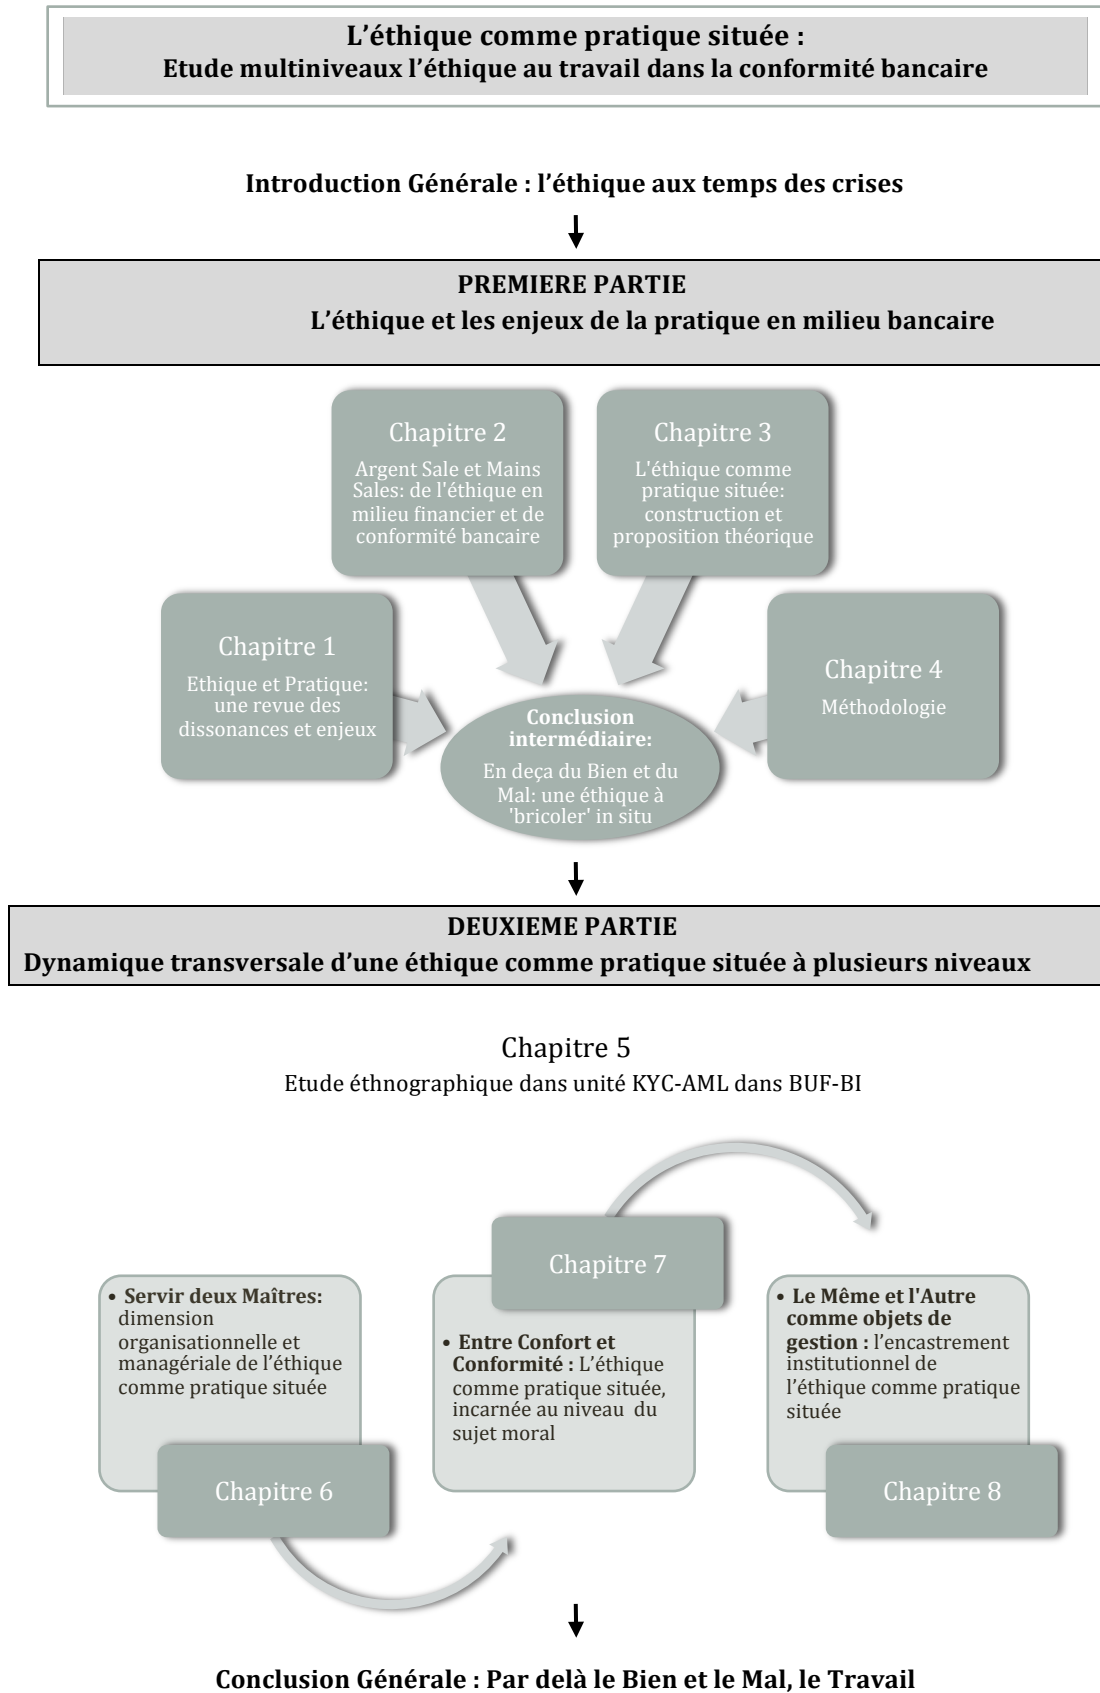 L'éthique comme pratique située :
Etude multiniveaux l'éthique au travail dans la conformité bancaire
Introduction Générale : l'éthique aux temps des crises
PREMIERE PARTIE
L'éthique et les enjeux de la pratique en milieu bancaire
Chapitre 1
Ethique et Pratique:
une revue des
dissonances et enjeux
Chapitre 2
Argent Sale et Mains
Sales: de l'éthique en
milieu financier et de
conformité bancaire
Chapitre 3
L'éthique comme
pratique située:
construction et
proposition théorique
Chapitre 4
Méthodologie
Conclusion
intermédiaire:
En deça du Bien et du
Mal: une éthique à
'bricoler' in situ
DEUXIEME PARTIE
Dynamique transversale d'une éthique comme pratique située à plusieurs niveaux
Chapitre 5
Etude éthnographique dans unité KYC-AML dans BUF-BI
• Servir deux Maîtres:
dimension
organisationnelle et
managériale de l'éthique
comme pratique située
Chapitre 6
Chapitre 7
• Entre Confort et
Conformité : L'éthique
comme pratique située,
incarnée au niveau du
sujet moral
• Le Même et l'Autre
comme objets de
gestion : l'encastrement
institutionnel de
l'éthique comme pratique
située
Chapitre 8
Conclusion Générale : Par delà le Bien et le Mal, le Travail